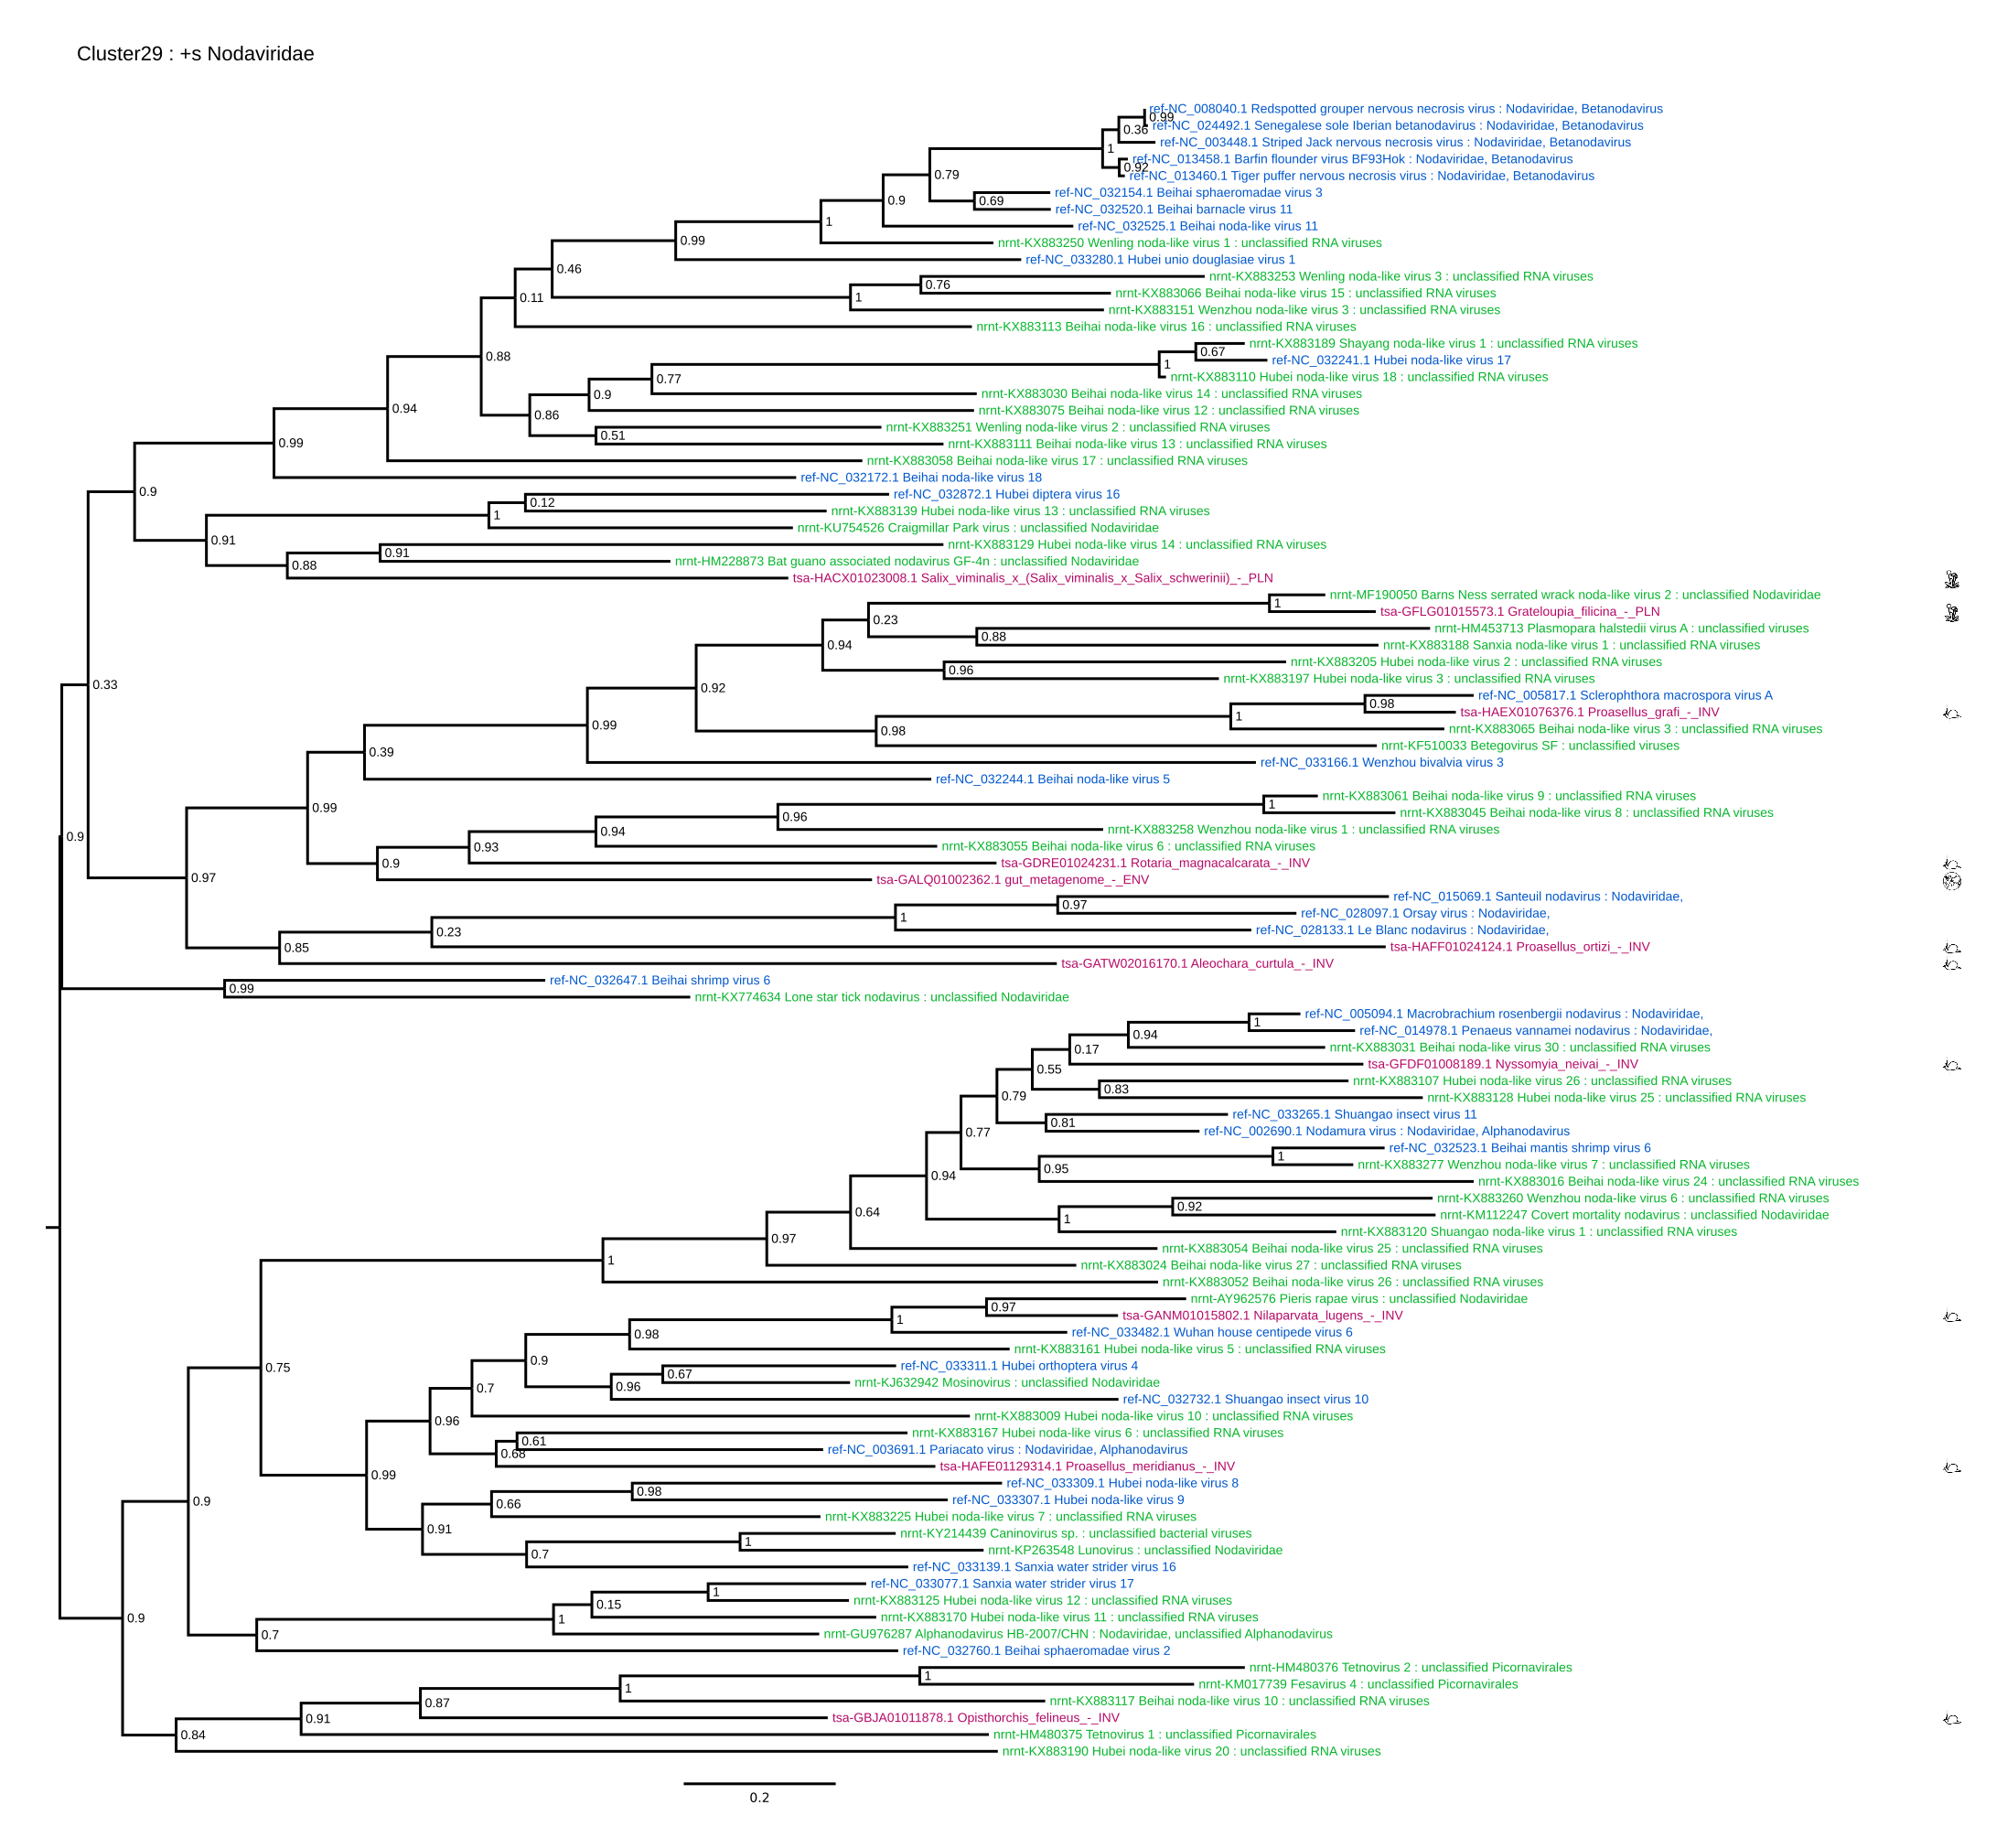 Cluster29 : +s Nodaviridae
ref-NC_008040.1 Redspotted grouper nervous necrosis virus : Nodaviridae, Betanodavirus
0.99
ref-NC_024492.1 Senegalese sole Iberian betanodavirus : Nodaviridae, Betanodavirus
0.36
ref-NC_003448.1 Striped Jack nervous necrosis virus : Nodaviridae, Betanodavirus
1
ref-NC_013458.1 Barfin flounder virus BF93Hok : Nodaviridae, Betanodavirus
0.92
ref-NC_013460.1 Tiger puffer nervous necrosis virus : Nodaviridae, Betanodavirus
0.79
ref-NC_032154.1 Beihai sphaeromadae virus 3
0.69
0.9
ref-NC_032520.1 Beihai barnacle virus 11
1
ref-NC_032525.1 Beihai noda-like virus 11
0.99
nrnt-KX883250 Wenling noda-like virus 1 : unclassified RNA viruses
ref-NC_033280.1 Hubei unio douglasiae virus 1
0.46
nrnt-KX883253 Wenling noda-like virus 3 : unclassified RNA viruses
0.76
nrnt-KX883066 Beihai noda-like virus 15 : unclassified RNA viruses
0.11
1
nrnt-KX883151 Wenzhou noda-like virus 3 : unclassified RNA viruses
nrnt-KX883113 Beihai noda-like virus 16 : unclassified RNA viruses
0.88
nrnt-KX883189 Shayang noda-like virus 1 : unclassified RNA viruses
0.67
ref-NC_032241.1 Hubei noda-like virus 17
1
nrnt-KX883110 Hubei noda-like virus 18 : unclassified RNA viruses
0.77
nrnt-KX883030 Beihai noda-like virus 14 : unclassified RNA viruses
0.9
nrnt-KX883075 Beihai noda-like virus 12 : unclassified RNA viruses
0.94
0.86
nrnt-KX883251 Wenling noda-like virus 2 : unclassified RNA viruses
0.51
nrnt-KX883111 Beihai noda-like virus 13 : unclassified RNA viruses
0.99
nrnt-KX883058 Beihai noda-like virus 17 : unclassified RNA viruses
ref-NC_032172.1 Beihai noda-like virus 18
0.9
ref-NC_032872.1 Hubei diptera virus 16
0.12
nrnt-KX883139 Hubei noda-like virus 13 : unclassified RNA viruses
1
nrnt-KU754526 Craigmillar Park virus : unclassified Nodaviridae
0.91
nrnt-KX883129 Hubei noda-like virus 14 : unclassified RNA viruses
0.91
nrnt-HM228873 Bat guano associated nodavirus GF-4n : unclassified Nodaviridae
0.88
tsa-HACX01023008.1 Salix_viminalis_x_(Salix_viminalis_x_Salix_schwerinii)_-_PLN
nrnt-MF190050 Barns Ness serrated wrack noda-like virus 2 : unclassified Nodaviridae
1
tsa-GFLG01015573.1 Grateloupia_filicina_-_PLN
0.23
nrnt-HM453713 Plasmopara halstedii virus A : unclassified viruses
0.88
nrnt-KX883188 Sanxia noda-like virus 1 : unclassified RNA viruses
0.94
nrnt-KX883205 Hubei noda-like virus 2 : unclassified RNA viruses
0.96
nrnt-KX883197 Hubei noda-like virus 3 : unclassified RNA viruses
0.33
0.92
ref-NC_005817.1 Sclerophthora macrospora virus A
0.98
tsa-HAEX01076376.1 Proasellus_grafi_-_INV
1
nrnt-KX883065 Beihai noda-like virus 3 : unclassified RNA viruses
0.99
0.98
nrnt-KF510033 Betegovirus SF : unclassified viruses
0.39
ref-NC_033166.1 Wenzhou bivalvia virus 3
ref-NC_032244.1 Beihai noda-like virus 5
0.99
nrnt-KX883061 Beihai noda-like virus 9 : unclassified RNA viruses
1
nrnt-KX883045 Beihai noda-like virus 8 : unclassified RNA viruses
0.96
nrnt-KX883258 Wenzhou noda-like virus 1 : unclassified RNA viruses
0.9
0.94
nrnt-KX883055 Beihai noda-like virus 6 : unclassified RNA viruses
0.93
tsa-GDRE01024231.1 Rotaria_magnacalcarata_-_INV
0.9
0.97
tsa-GALQ01002362.1 gut_metagenome_-_ENV
ref-NC_015069.1 Santeuil nodavirus : Nodaviridae,
0.97
ref-NC_028097.1 Orsay virus : Nodaviridae,
1
ref-NC_028133.1 Le Blanc nodavirus : Nodaviridae,
0.23
tsa-HAFF01024124.1 Proasellus_ortizi_-_INV
0.85
tsa-GATW02016170.1 Aleochara_curtula_-_INV
ref-NC_032647.1 Beihai shrimp virus 6
0.99
nrnt-KX774634 Lone star tick nodavirus : unclassified Nodaviridae
ref-NC_005094.1 Macrobrachium rosenbergii nodavirus : Nodaviridae,
1
ref-NC_014978.1 Penaeus vannamei nodavirus : Nodaviridae,
0.94
nrnt-KX883031 Beihai noda-like virus 30 : unclassified RNA viruses
0.17
tsa-GFDF01008189.1 Nyssomyia_neivai_-_INV
0.55
nrnt-KX883107 Hubei noda-like virus 26 : unclassified RNA viruses
0.83
nrnt-KX883128 Hubei noda-like virus 25 : unclassified RNA viruses
0.79
ref-NC_033265.1 Shuangao insect virus 11
0.81
ref-NC_002690.1 Nodamura virus : Nodaviridae, Alphanodavirus
0.77
ref-NC_032523.1 Beihai mantis shrimp virus 6
1
nrnt-KX883277 Wenzhou noda-like virus 7 : unclassified RNA viruses
0.95
nrnt-KX883016 Beihai noda-like virus 24 : unclassified RNA viruses
0.94
nrnt-KX883260 Wenzhou noda-like virus 6 : unclassified RNA viruses
0.92
nrnt-KM112247 Covert mortality nodavirus : unclassified Nodaviridae
0.64
1
nrnt-KX883120 Shuangao noda-like virus 1 : unclassified RNA viruses
0.97
nrnt-KX883054 Beihai noda-like virus 25 : unclassified RNA viruses
1
nrnt-KX883024 Beihai noda-like virus 27 : unclassified RNA viruses
nrnt-KX883052 Beihai noda-like virus 26 : unclassified RNA viruses
nrnt-AY962576 Pieris rapae virus : unclassified Nodaviridae
0.97
tsa-GANM01015802.1 Nilaparvata_lugens_-_INV
1
ref-NC_033482.1 Wuhan house centipede virus 6
0.98
nrnt-KX883161 Hubei noda-like virus 5 : unclassified RNA viruses
0.75
0.9
ref-NC_033311.1 Hubei orthoptera virus 4
0.67
nrnt-KJ632942 Mosinovirus : unclassified Nodaviridae
0.7
0.96
ref-NC_032732.1 Shuangao insect virus 10
0.96
nrnt-KX883009 Hubei noda-like virus 10 : unclassified RNA viruses
nrnt-KX883167 Hubei noda-like virus 6 : unclassified RNA viruses
0.61
ref-NC_003691.1 Pariacato virus : Nodaviridae, Alphanodavirus
0.68
tsa-HAFE01129314.1 Proasellus_meridianus_-_INV
0.99
ref-NC_033309.1 Hubei noda-like virus 8
0.98
ref-NC_033307.1 Hubei noda-like virus 9
0.9
0.66
nrnt-KX883225 Hubei noda-like virus 7 : unclassified RNA viruses
0.91
nrnt-KY214439 Caninovirus sp. : unclassified bacterial viruses
1
nrnt-KP263548 Lunovirus : unclassified Nodaviridae
0.7
ref-NC_033139.1 Sanxia water strider virus 16
ref-NC_033077.1 Sanxia water strider virus 17
1
nrnt-KX883125 Hubei noda-like virus 12 : unclassified RNA viruses
0.15
0.9
nrnt-KX883170 Hubei noda-like virus 11 : unclassified RNA viruses
1
nrnt-GU976287 Alphanodavirus HB-2007/CHN : Nodaviridae, unclassified Alphanodavirus
0.7
ref-NC_032760.1 Beihai sphaeromadae virus 2
nrnt-HM480376 Tetnovirus 2 : unclassified Picornavirales
1
nrnt-KM017739 Fesavirus 4 : unclassified Picornavirales
1
nrnt-KX883117 Beihai noda-like virus 10 : unclassified RNA viruses
0.87
tsa-GBJA01011878.1 Opisthorchis_felineus_-_INV
0.91
nrnt-HM480375 Tetnovirus 1 : unclassified Picornavirales
0.84
nrnt-KX883190 Hubei noda-like virus 20 : unclassified RNA viruses
0.2